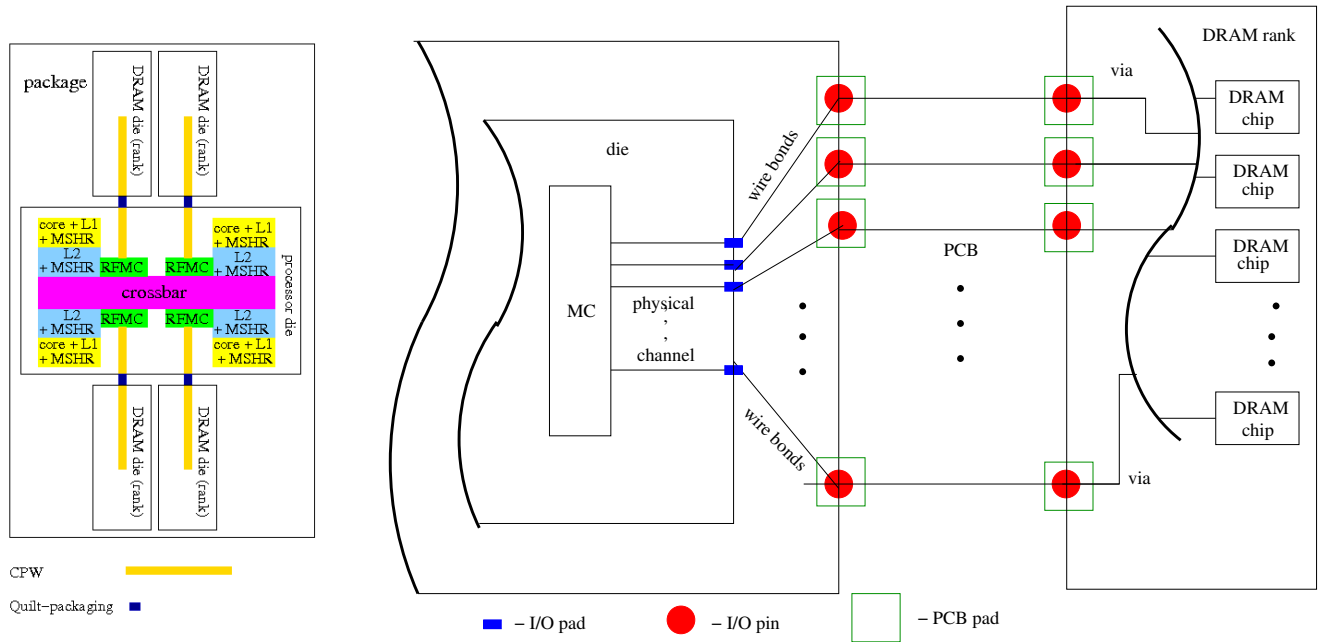 package
DRAM die (rank)
DRAM die (rank)
core + L1
+ MSHR
core + L1
+ MSHR
L2
+ MSHR
RFMC
RFMC
L2
+ MSHR
crossbar
processor die
L2
+ MSHR
RFMC
RFMC
L2
+ MSHR
core + L1
+ MSHR
core + L1
+ MSHR
DRAM die (rank)
DRAM die (rank)
CPW
Quilt-packaging
die
MC
physical
channel
wire bonds
wire bonds
PCB
via
via
DRAM rank
DRAM
chip
DRAM
chip
DRAM
chip
DRAM
chip
– I/O pad
– I/O pin
– PCB pad